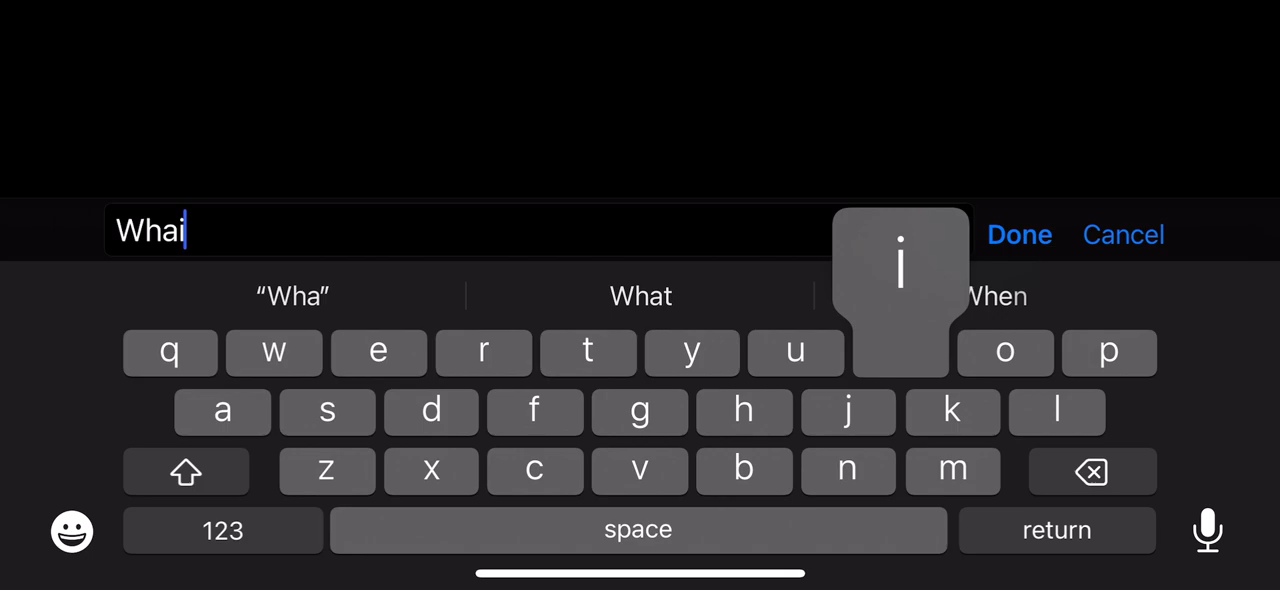 Whai
Done Cancel
“Wha” What When
i
q w e r t y u o p
a s d f g h j k l
z x c v b n m
123 space return